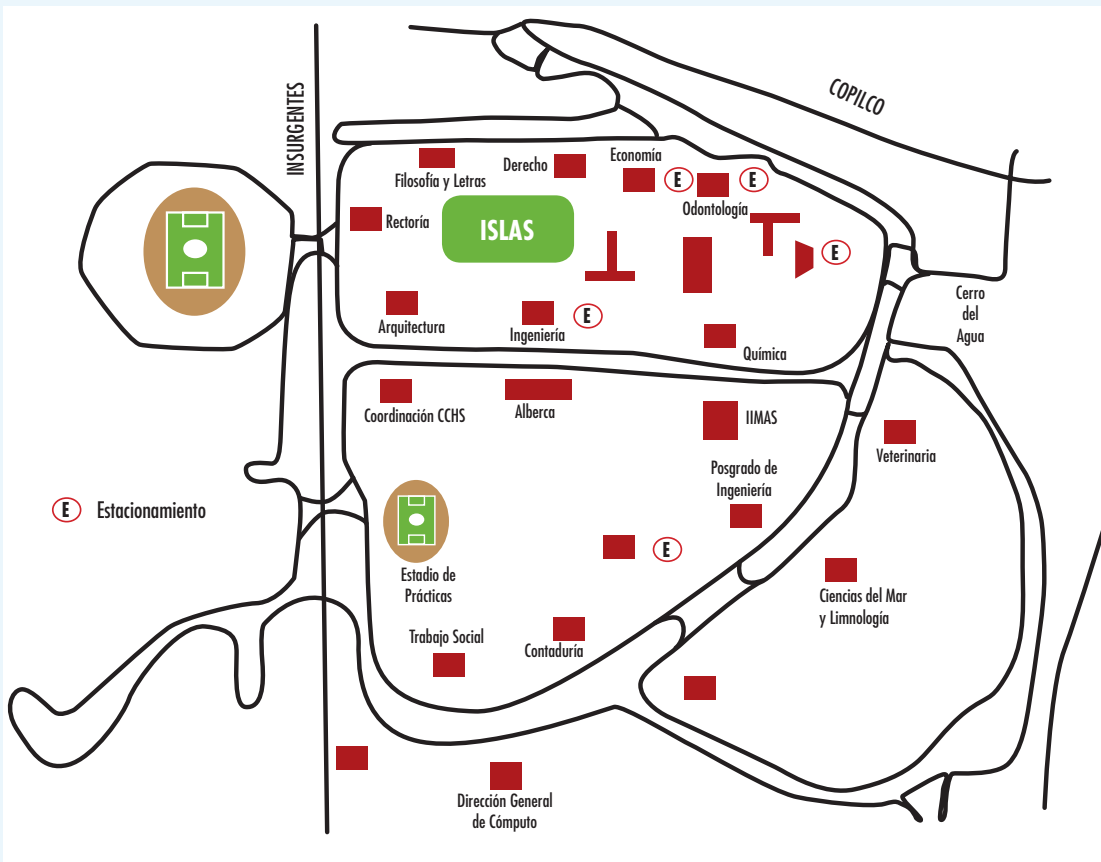 COPILCO
INSURGENTES
Economía
Derecho
E
E
Filosofía y Letras
Odontología
Rectoría
ISLAS
E
Cerro
del
Agua
E
Arquitectura
Ingeniería
Química
Coordinación CCHS
Alberca
IIMAS
Veterinaria
Posgrado de
Ingeniería
E Estacionamiento
E
Estadio de
Prácticas
Ciencias del Mar
y Limnología
Trabajo Social
Contaduría
Dirección General
de Cómputo